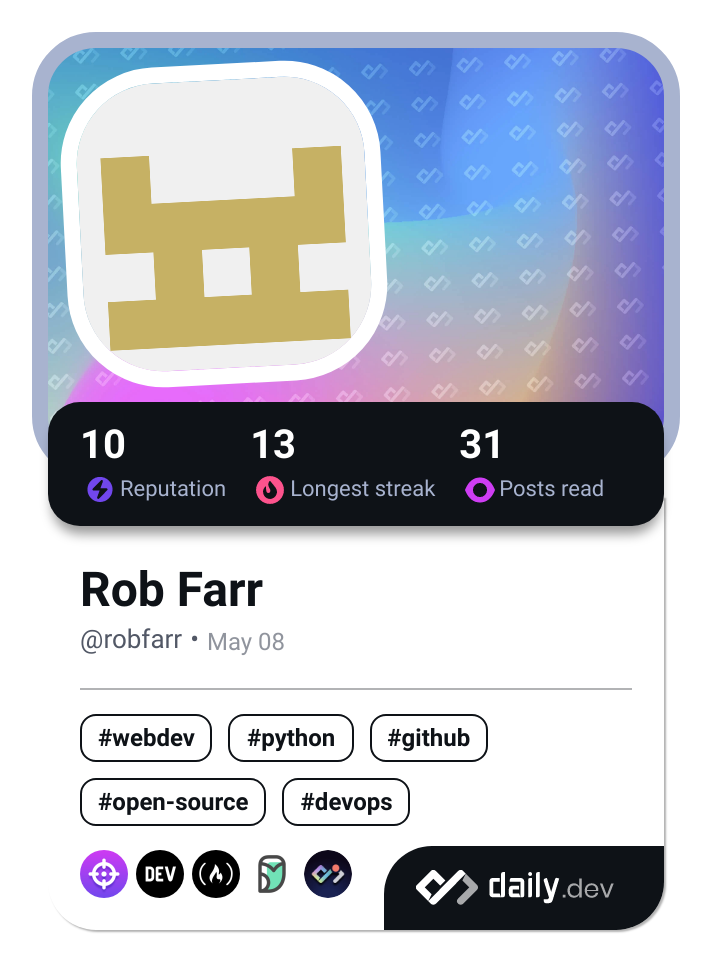 10 13 31
Reputation Longest streak Posts read
Rob Farr
@robfarr • May 08
#webdev #python #github
#open-source #devops
DEV
daily.dev